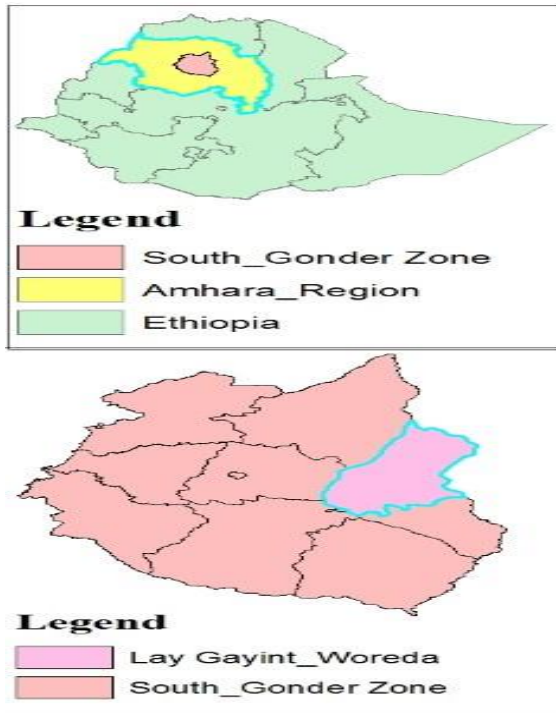 Legend
South_Gonder Zone
Amhara_Region
Ethiopia
Legend
Lay Gayint_Woreda
South_Gonder Zone